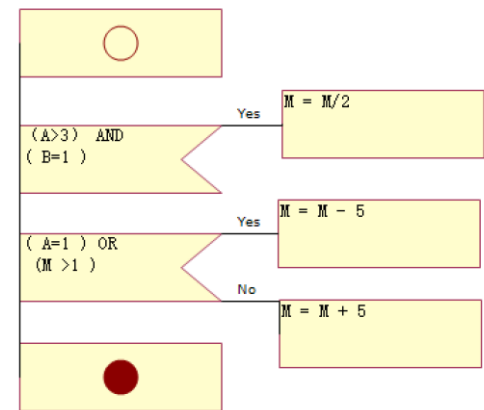 Yes
M = M/2
(A>3) AND
( B=1 )
Yes
M = M - 5
( A=1 ) OR
(M >1 )
No
M = M + 5